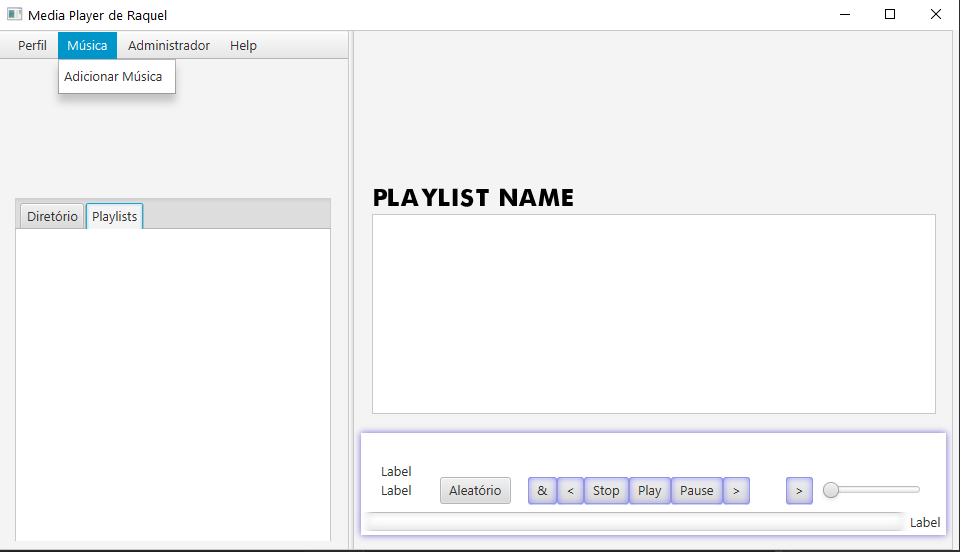 Media Player de Raquel
Perfil Música Administrador Help
Adicionar Música
Diretório Playlists
PLAYLIST NAME
Label
Label Aleatório & < Stop Play Pause > >
Label